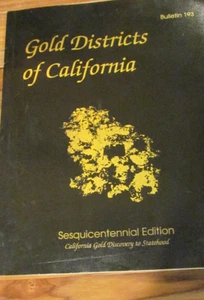 Bulletin 193
Gold Districts
of California
Sesquicentennial Edition
California Gold Discovery to Statehood